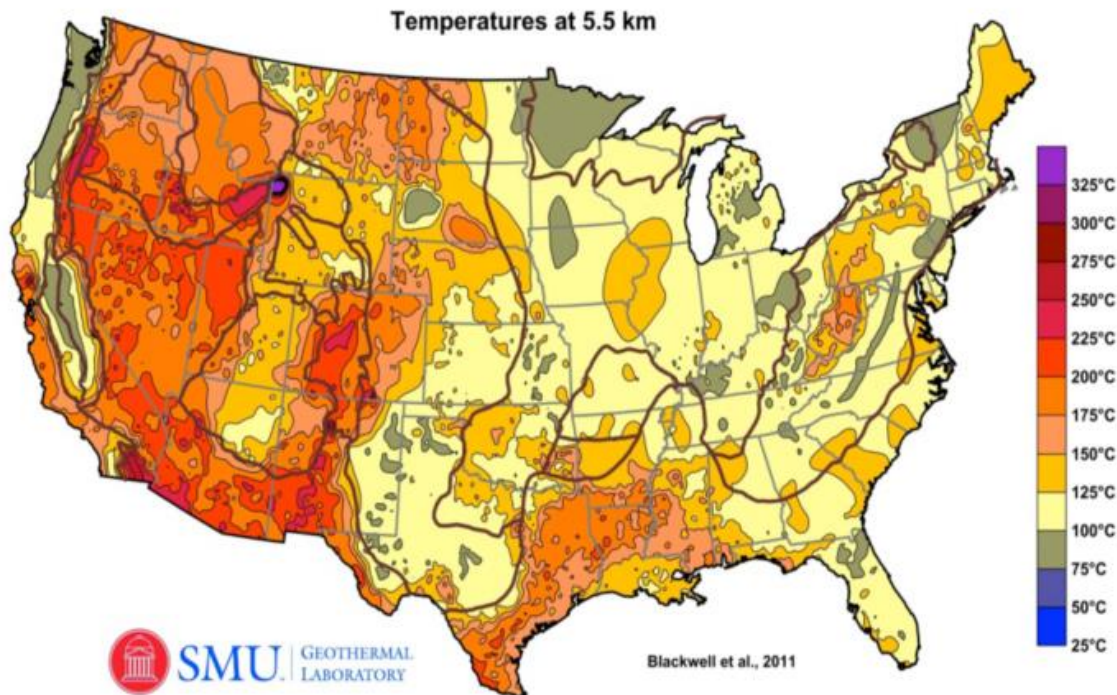 Temperatures at 5.5 km
325°C
300°C
275°C
250°C
225°C
200°C
175°C
150°C
125°C
100°C
75°C
50°C
25°C
SMU GEOTHERMAL
LABORATORY
Blackwell et al., 2011